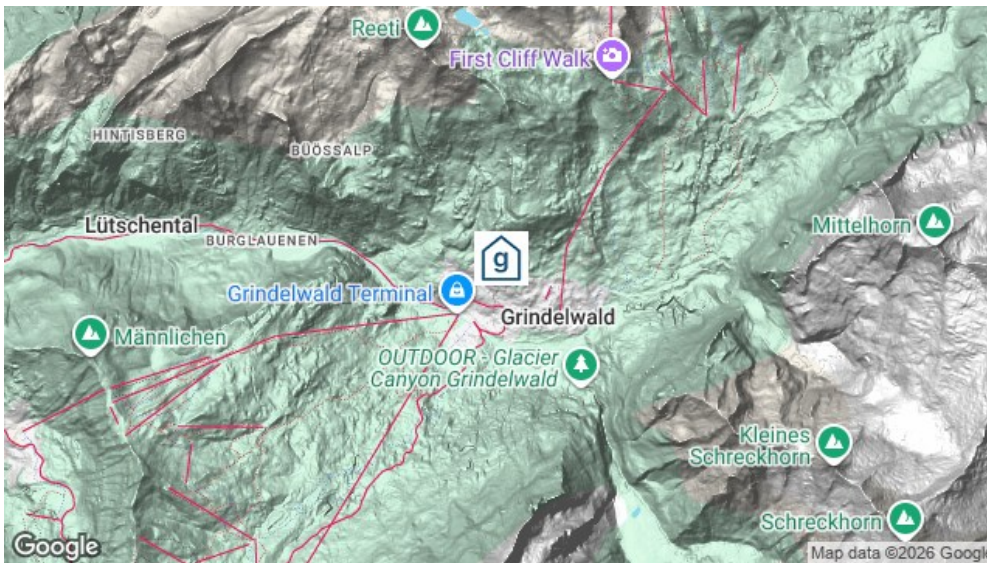 Reeti
First Cliff Walk
HINTISBERG
BÜÖSSALP
Mittelhorn
Lütschental
BURGLAUENEN
g
Grindelwald Terminal
Grindelwald
Männlichen
OUTDOOR - Glacier
Canyon Grindelwald
Kleines
Schreckhorn
Schreckhorn
Google
Map data ©2026 Google